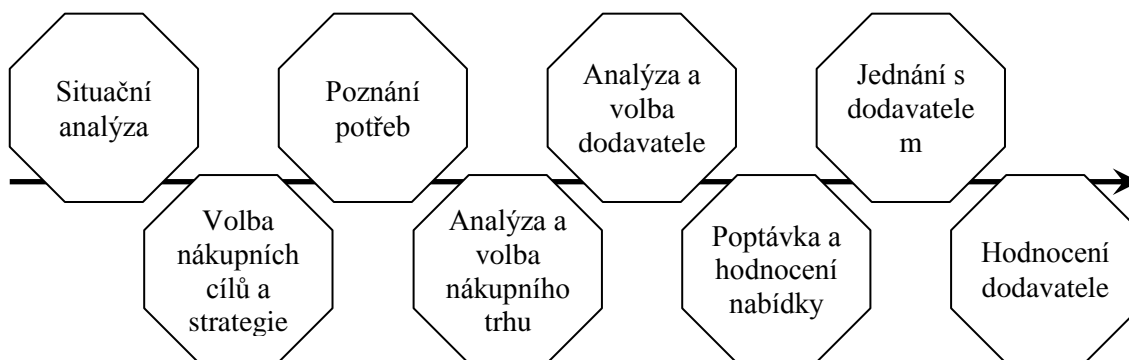 Situační
analýza
Volba
nákupních
cílů a
strategie
Poznání
potřeb
Analýza a
volba
nákupního
trhu
Analýza a
volba
dodavatele
Poptávka a
hodnocení
nabídky
Jednání s
dodavatele
m
Hodnocení
dodavatele